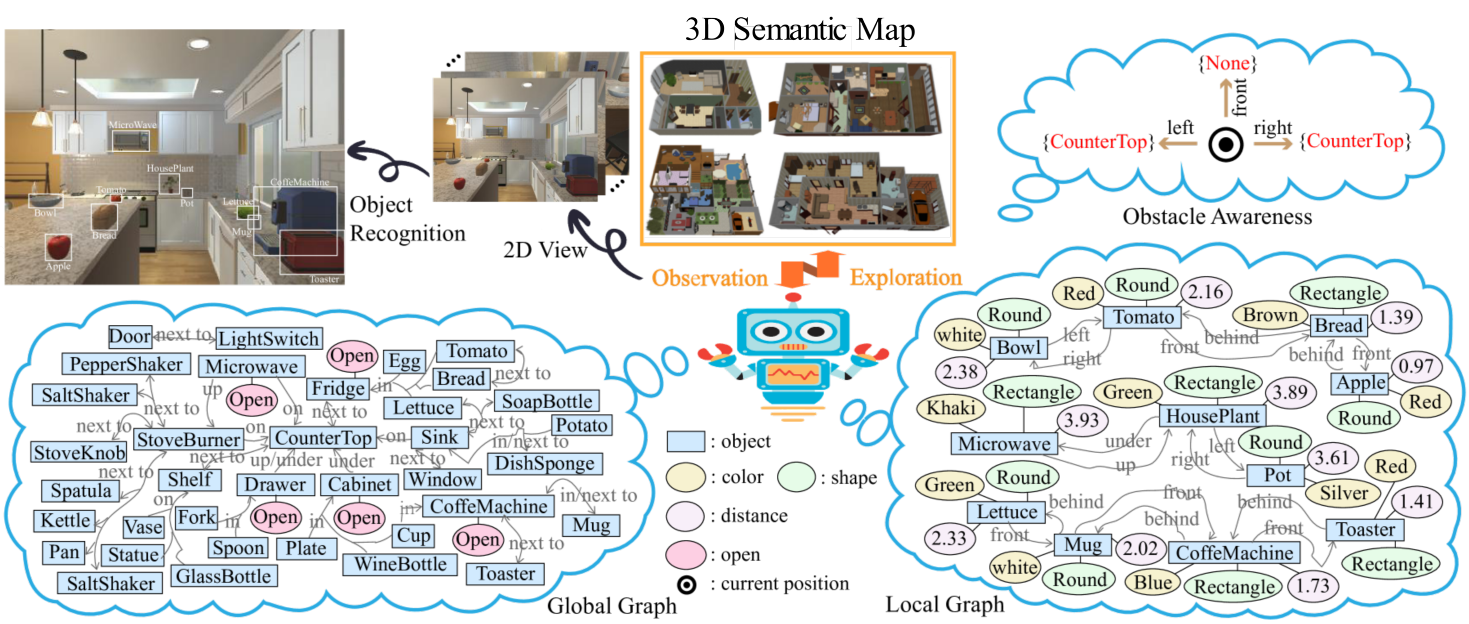 3D Semantic Map
MicroWave
HousePlant
CoffeMachine
Tomato
Pot
Lettuce
Bowl
Bread
Mug
Apple
Toaster
Object
Recognition
2D View
Observation
Exploration
{None}
front
left
right
{CounterTop}
{CounterTop}
Obstacle Awareness
Door
next to
LightSwitch
PepperShaker
Microwave
Open
Egg
Tomato
SaltShaker
up
Open
Fridge
in
Bread
next to
next to
on
next to
Lettuce
SoapBottle
next to
StoveBurner
on
CounterTop
on
Sink
in/next to
Potato
StoveKnob
next to
up/under
under
next to
DishSponge
next to
Shelf
Drawer
Cabinet
Window
Spatula
on
CoffeMachine
in/next to
Kettle
Vase
Fork
in
Open
in
Open
in
Cup
Open
Mug
Pan
Statue
Spoon
Plate
next to
SaltShaker
GlassBottle
WineBottle
Toaster
Global Graph
: object
: color
: shape
: distance
: open
: current position
Red
Round
2.16
Rectangle
Round
Tomato
Brown
1.39
white
left
behind
Bread
Bowl
right
front
behind
front
0.97
2.38
Apple
Rectangle
Rectangle
Green
3.89
Round
Red
Khaki
3.93
HousePlant
Microwave
under
left
Round
up
right
3.61
Red
Round
Pot
Green
Silver
1.41
Lettuce
behind
front
behind
behind
Toaster
2.33
front
front
Mug
2.02
CoffeMachine
Rectangle
white
Round
Blue
Rectangle
1.73
Local Graph